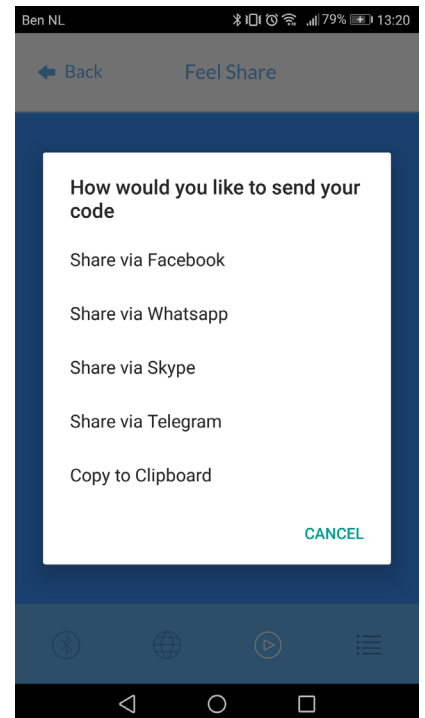 Ben NL 79% 13:20
Back Feel Share
How would you like to send your
code
Share via Facebook
Share via Whatsapp
Share via Skype
Share via Telegram
Copy to Clipboard
CANCEL